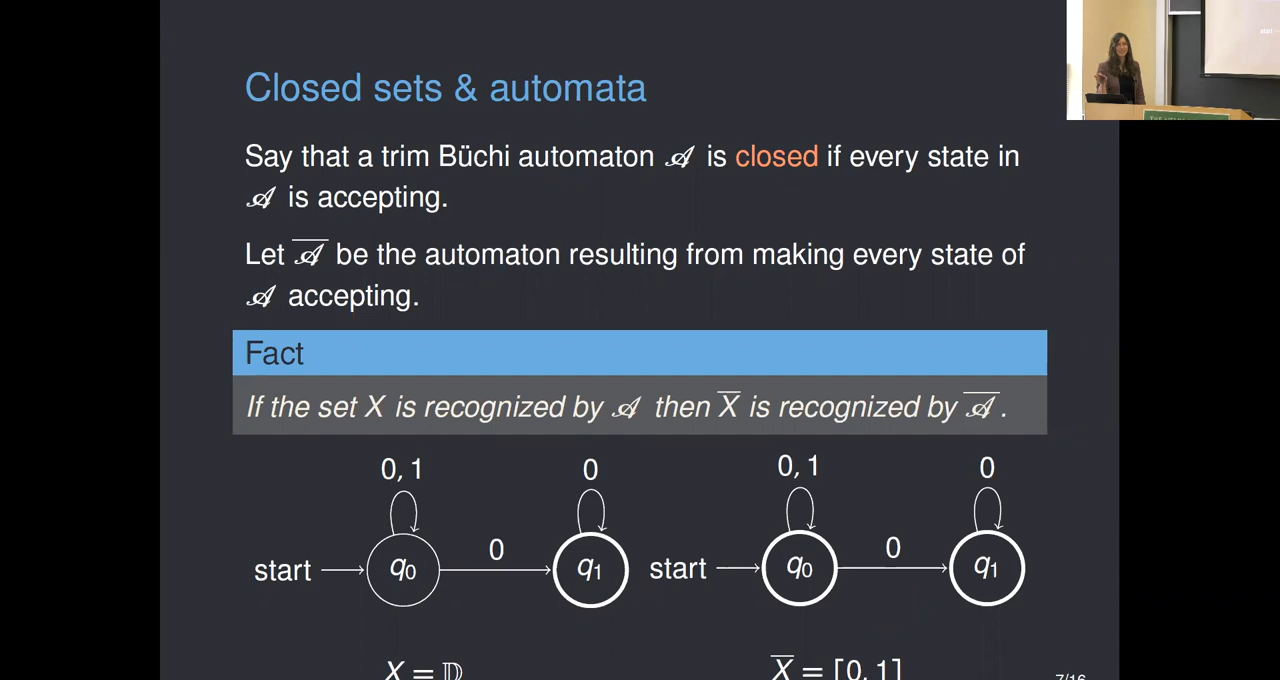 Closed sets & automata
Say that a trim Büchi automaton 𝒜 is closed if every state in
𝒜 is accepting.
Let 𝒜̅ be the automaton resulting from making every state of
𝒜 accepting.
Fact
If the set X is recognized by 𝒜 then X̅ is recognized by 𝒜̅.
0, 1 0 0, 1 0
0 0
start q₀ q₁ start q₀ q₁
X = 𝔻 X̅ = [0, 1]
7/16
start